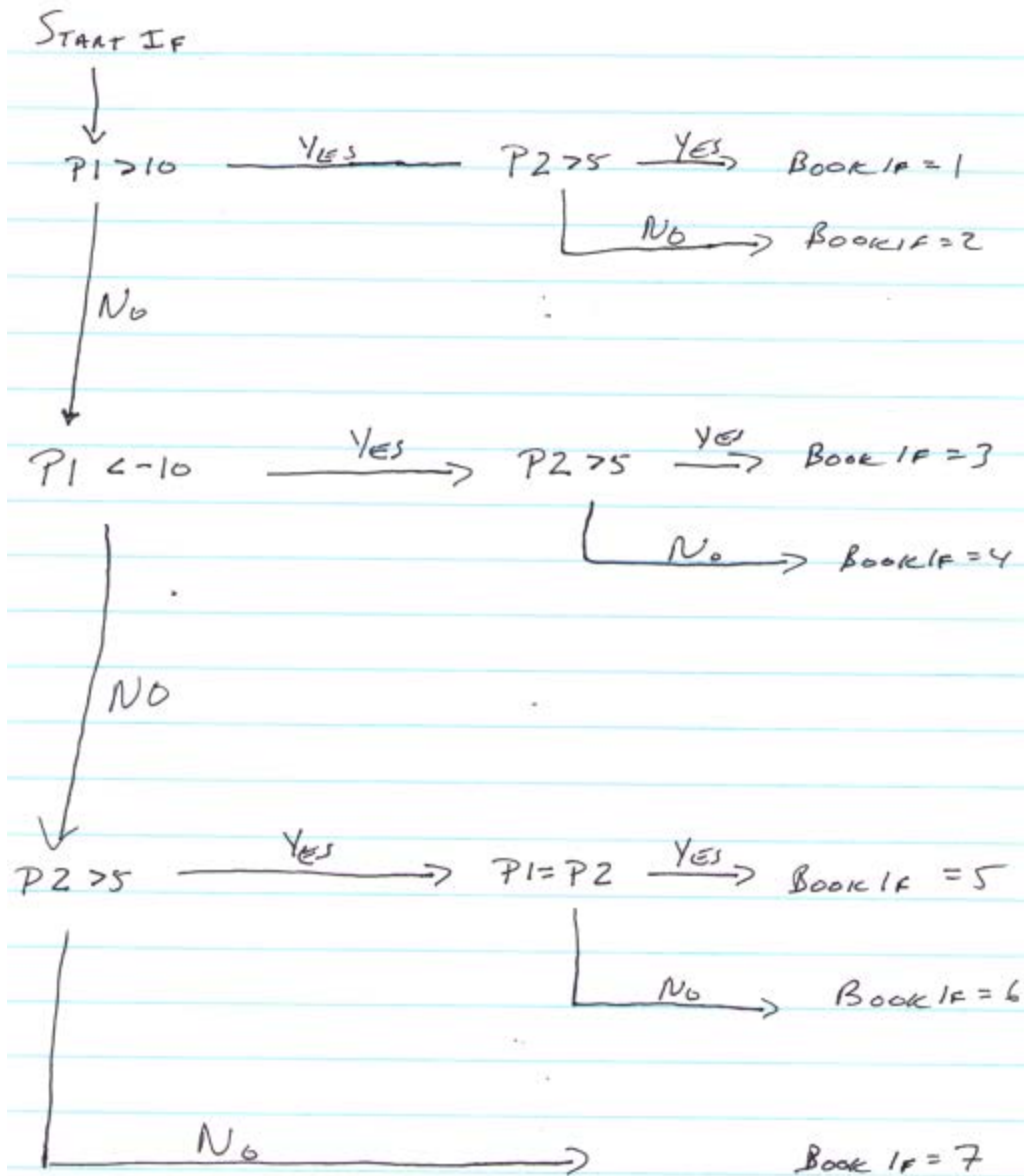 START IF
P1 >10 YES P2 >5 YES BOOK IF = 1
NO BOOK IF = 2
NO
P1 < -10 YES P2 >5 YES BOOK IF = 3
NO BOOK IF = 4
NO
P2 >5 YES P1 = P2 YES BOOK IF = 5
NO BOOK IF = 6
NO BOOK IF = 7